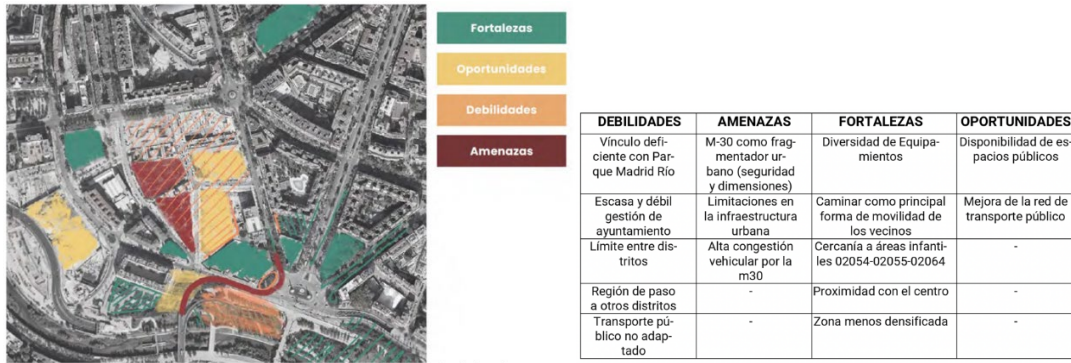 Fortalezas
Oportunidades
Debilidades
Amenazas
DEBILIDADES AMENAZAS FORTALEZAS OPORTUNIDADES
Vínculo defi-
ciente con Par-
que Madrid Río
M-30 como frag-
mentador ur-
bano (seguridad
y dimensiones)
Diversidad de Equipa-
mientos
Disponibilidad de es-
pacios públicos
Escasa y débil
gestión de
ayuntamiento
Limitaciones en
la infraestructura
urbana
Caminar como principal
forma de movilidad de
los vecinos
Mejora de la red de
transporte público
Límite entre dis-
tritos
Alta congestión
vehicular por la
m30
Cercanía a áreas infanti-
les 02054-02055-02064
-
Región de paso
a otros distritos
-
Proximidad con el centro
-
Transporte pú-
blico no adap-
tado
-
Zona menos densificada
-